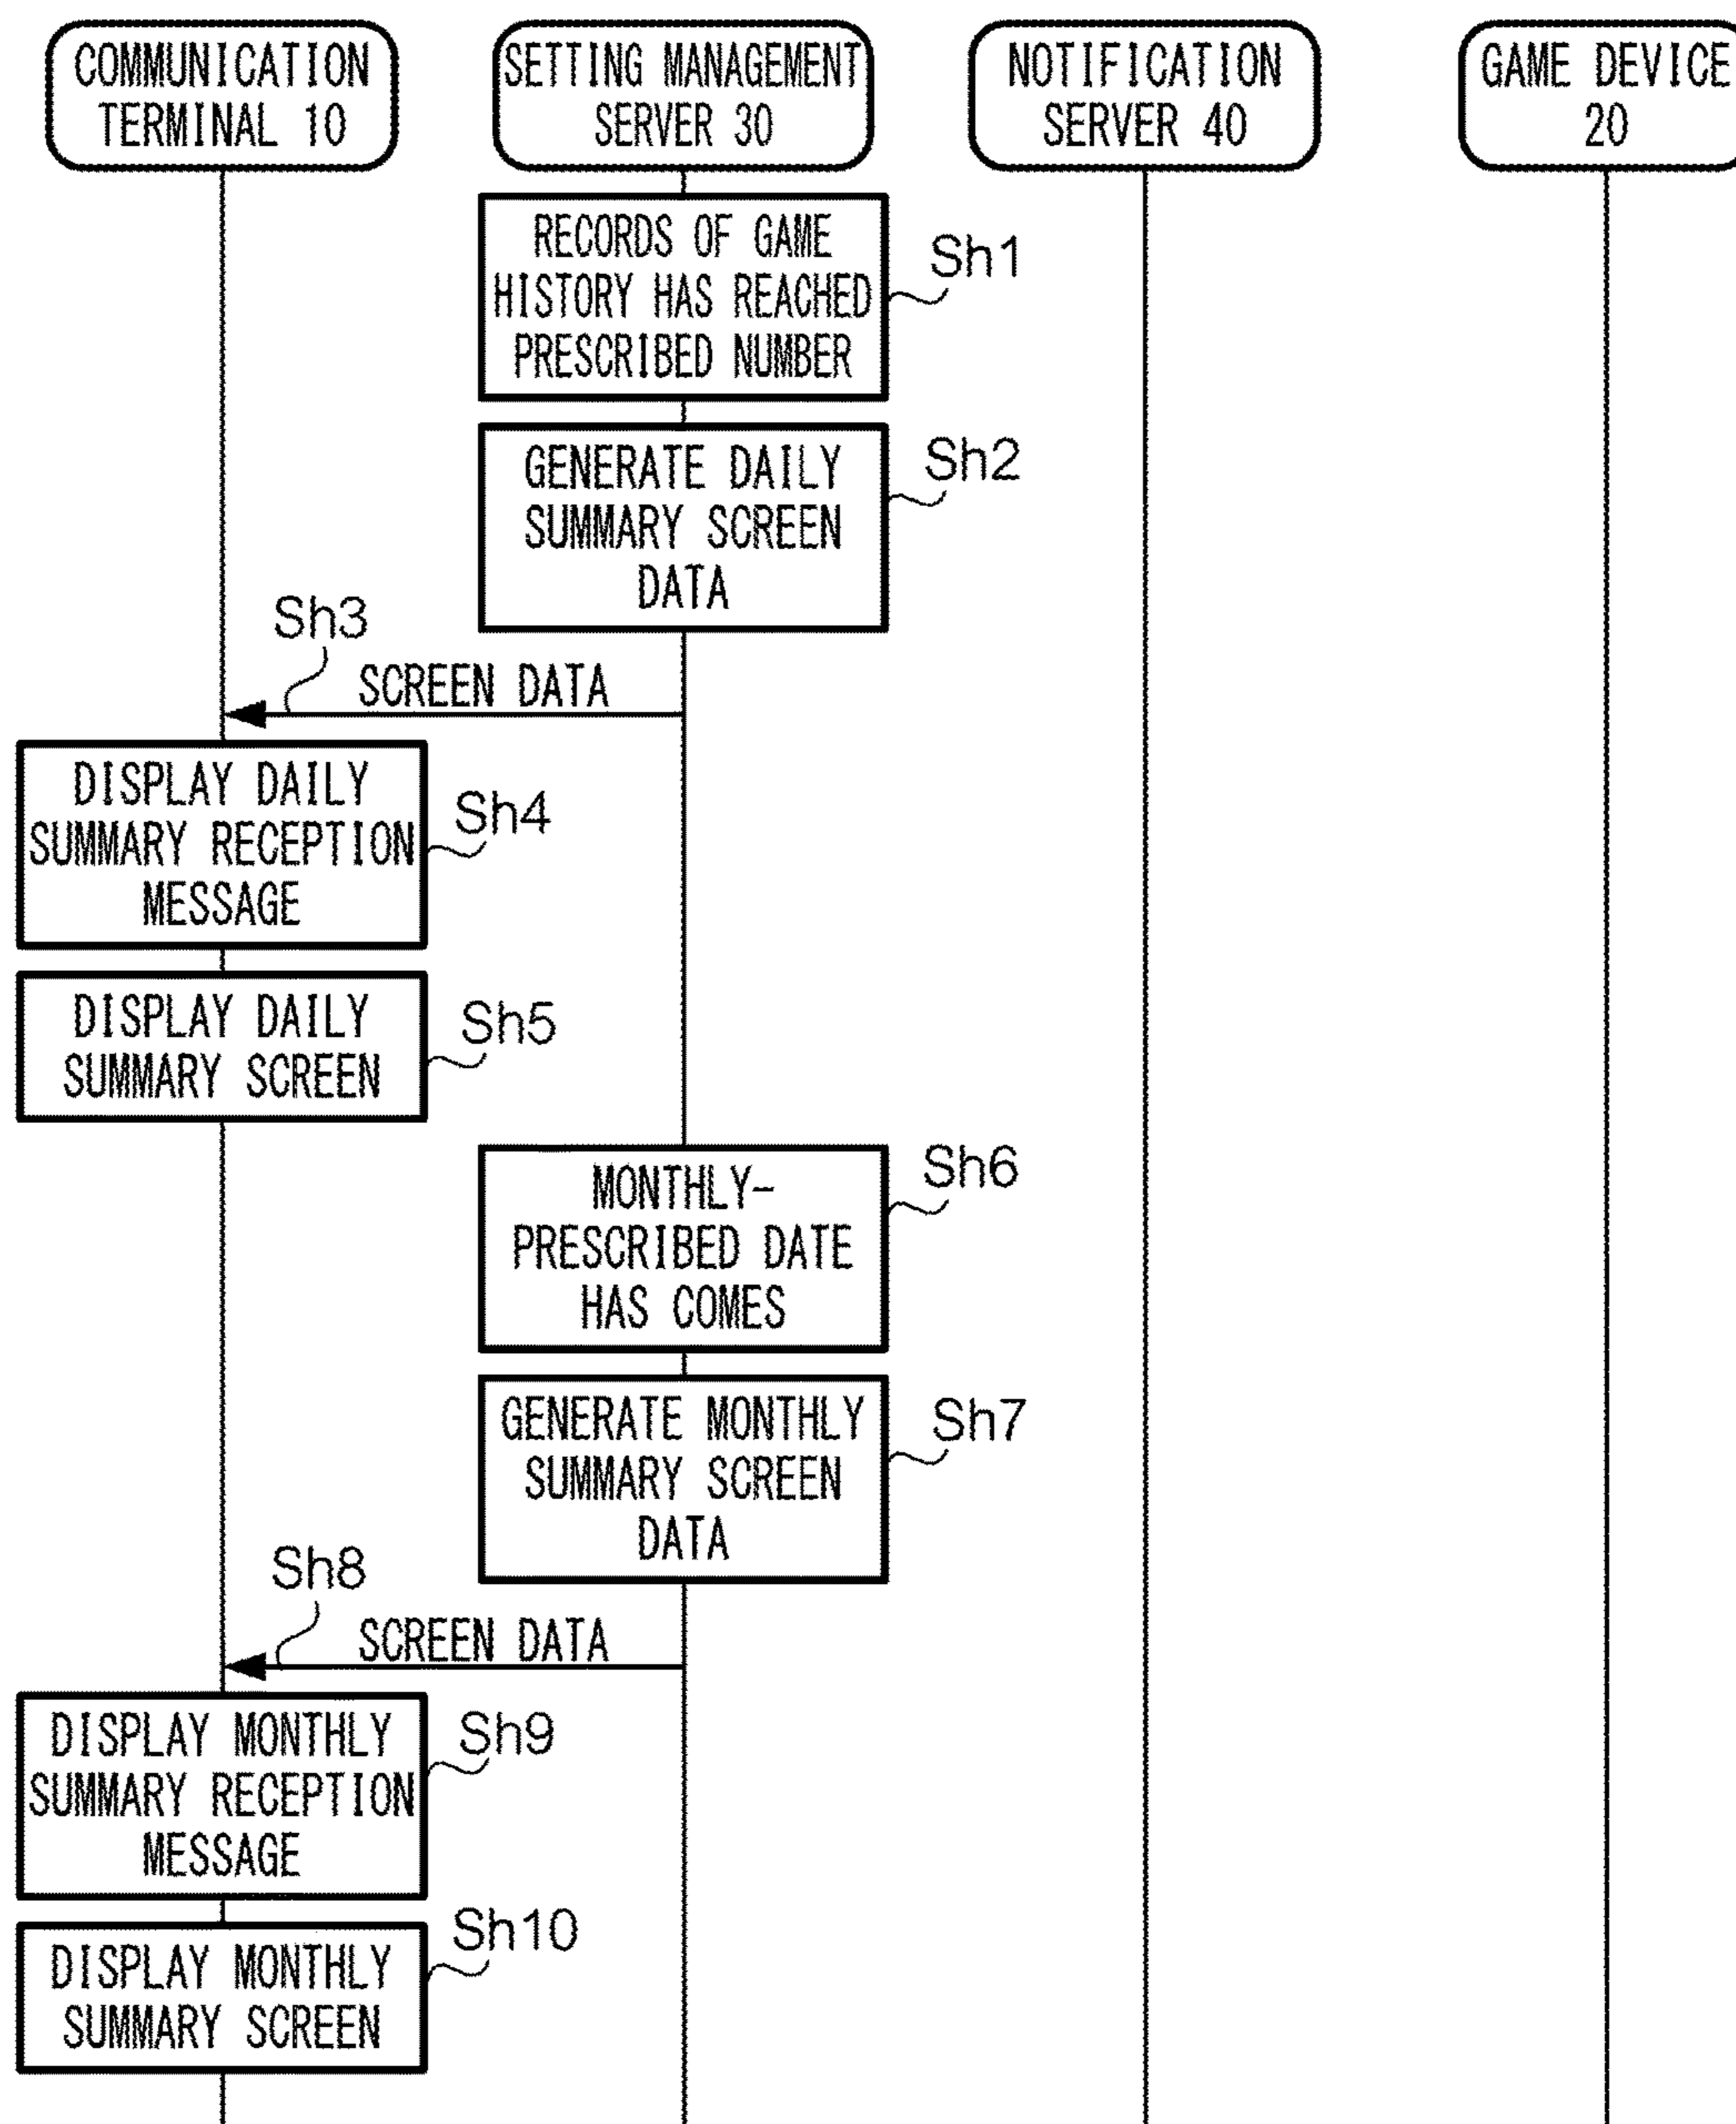 COMMUNICATION
TERMINAL 10
SETTING MANAGEMENT
SERVER 30
NOTIFICATION
SERVER 40
GAME DEVICE
20
RECORDS OF GAME
HISTORY HAS REACHED
PRESCRIBED NUMBER
Sh1
GENERATE DAILY
SUMMARY SCREEN
DATA
Sh2
Sh3
SCREEN DATA
DISPLAY DAILY
SUMMARY RECEPTION
MESSAGE
Sh4
DISPLAY DAILY
SUMMARY SCREEN
Sh5
MONTHLY-
PRESCRIBED DATE
HAS COMES
Sh6
GENERATE MONTHLY
SUMMARY SCREEN
DATA
Sh7
Sh8
SCREEN DATA
DISPLAY MONTHLY
SUMMARY RECEPTION
MESSAGE
Sh9
DISPLAY MONTHLY
SUMMARY SCREEN
Sh10